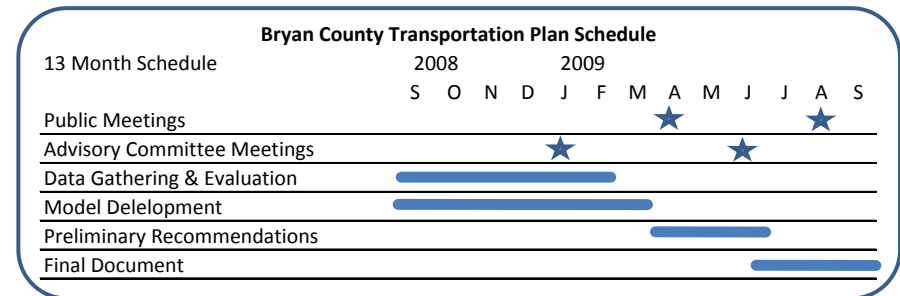 Bryan County Transportation Plan Schedule
13 Month Schedule 2008 2009
S O N D J F M A M J J A S
Public Meetings
Advisory Committee Meetings
Data Gathering & Evaluation
Model Delelopment
Preliminary Recommendations
Final Document